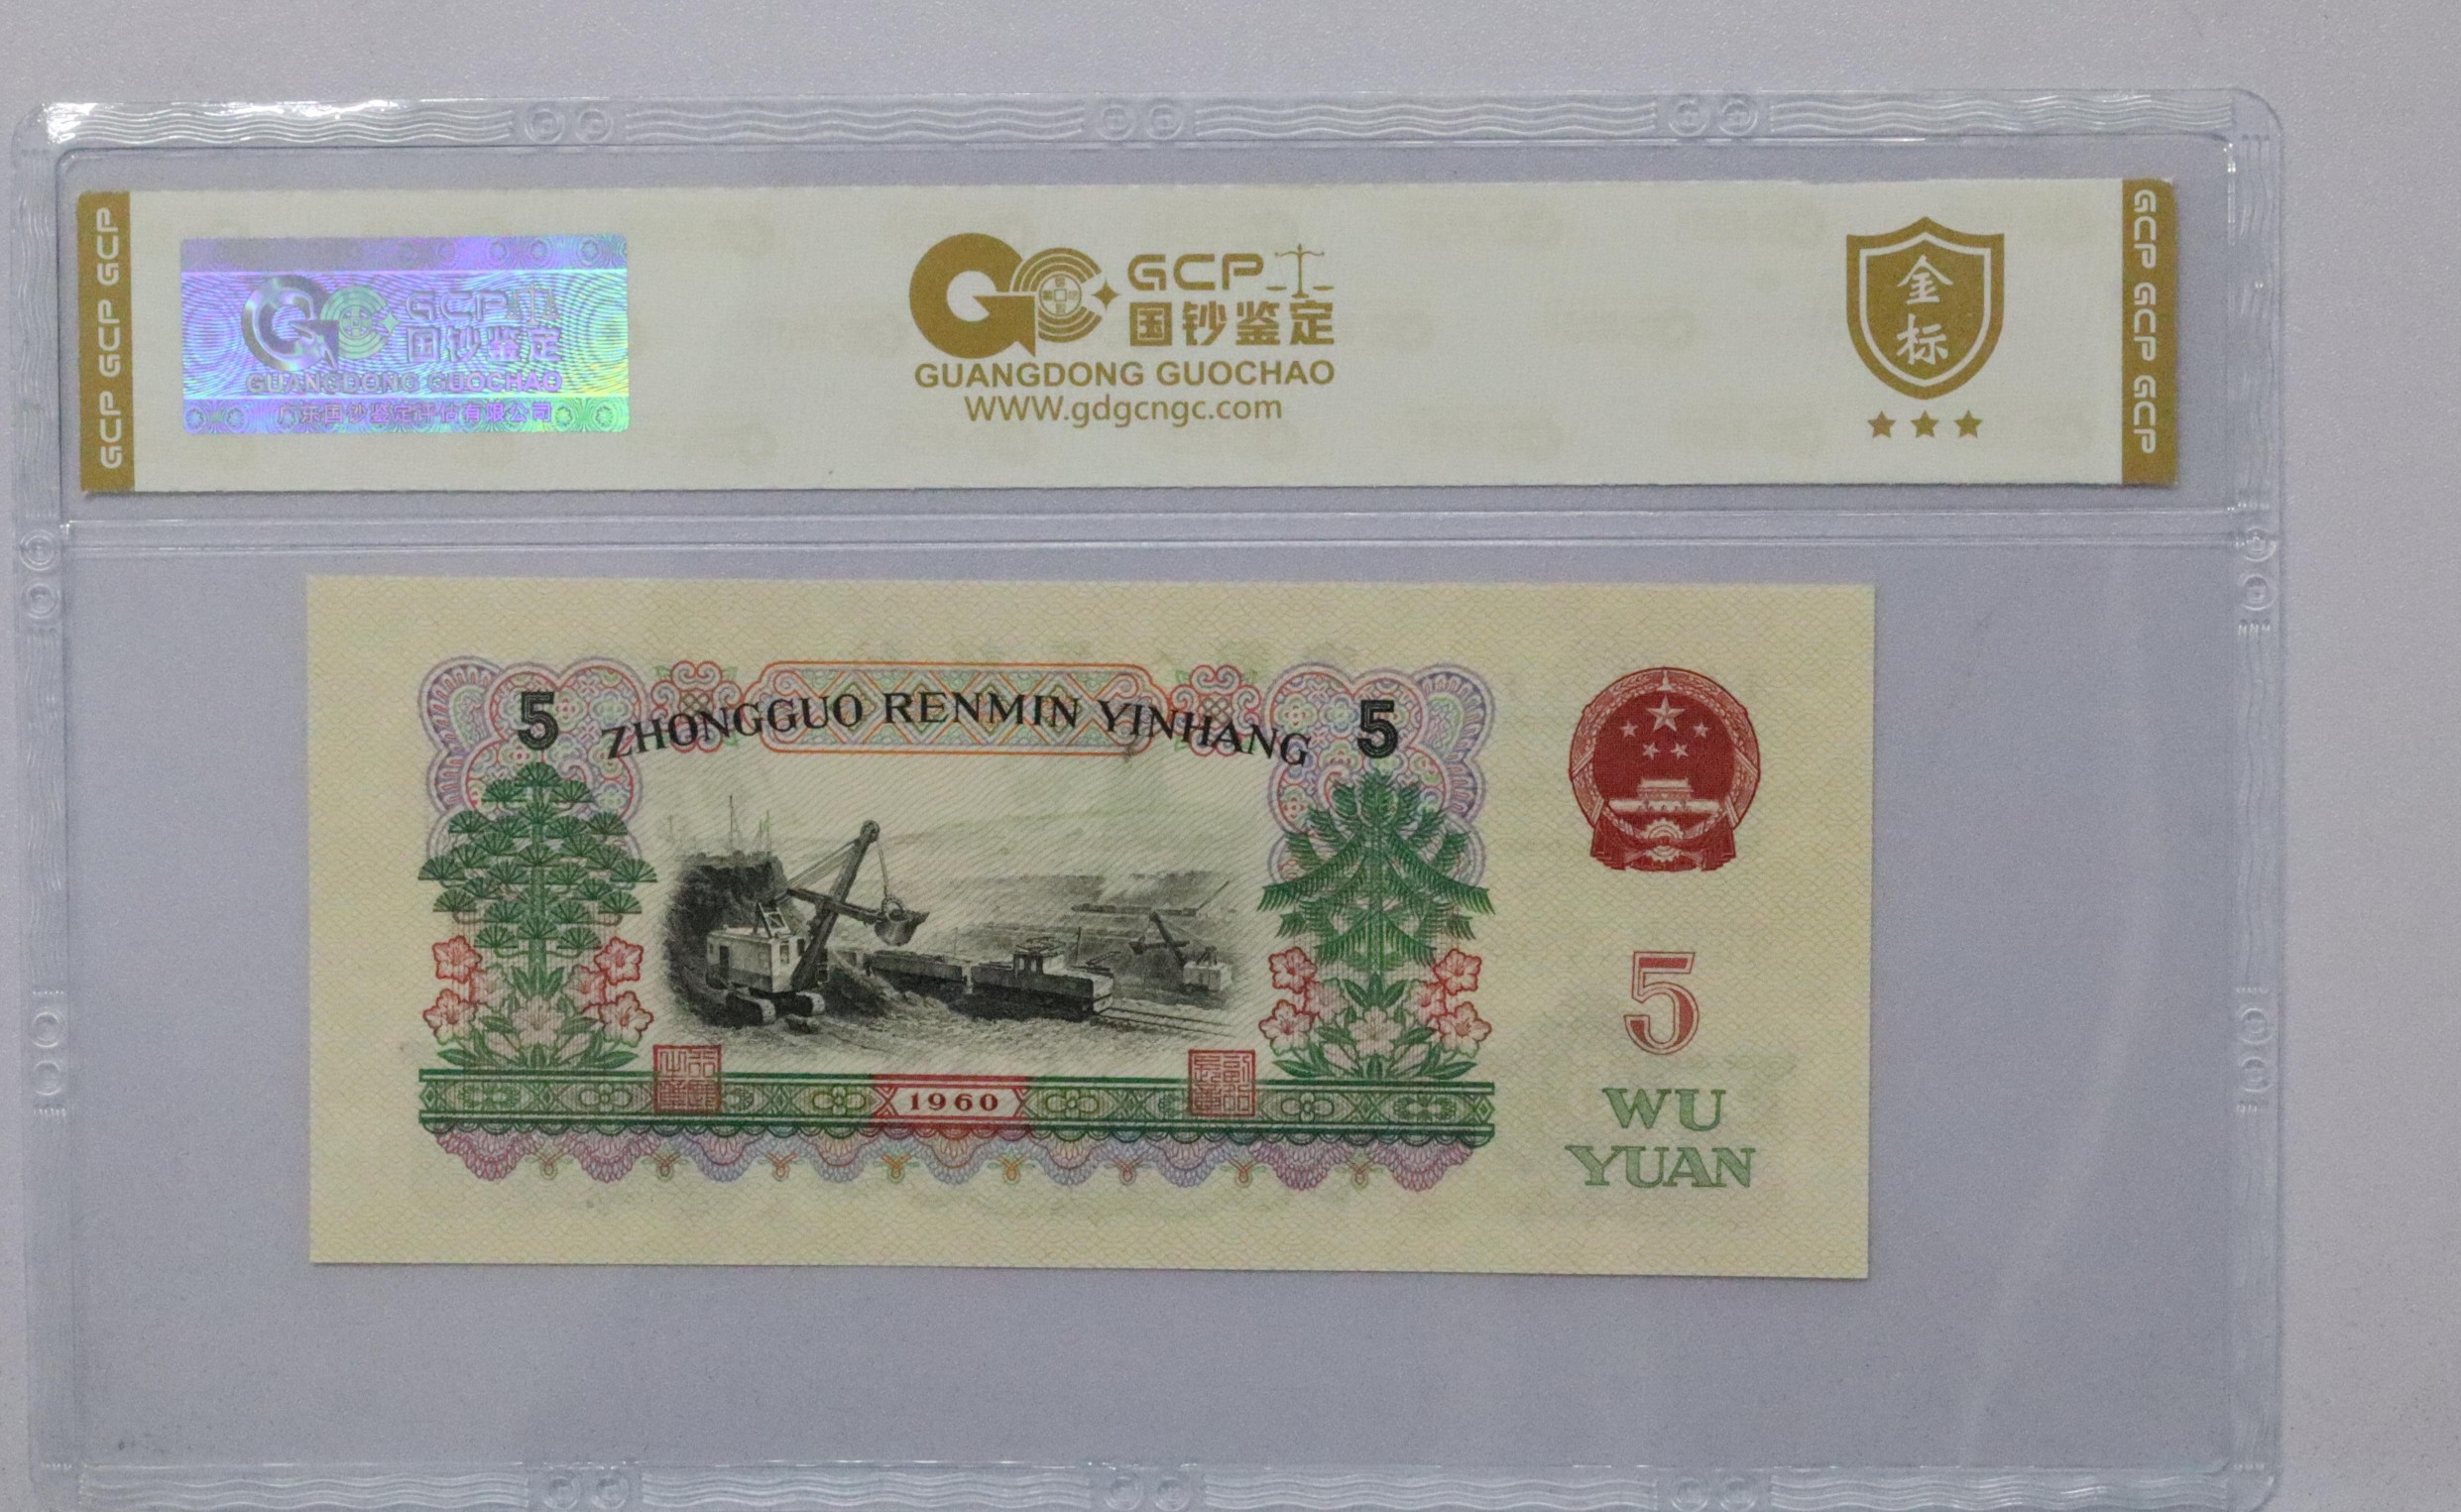 GCP GCP GCP
GCP
国钞鉴定
GUANGDONG GUOCHAO
广东国钞鉴定评估有限公司
GC
GCP
国钞鉴定
GUANGDONG GUOCHAO
WWW.gdgcngc.com
金
标
GCP GCP GCP
5 ZHONGGUO RENMIN YINHANG 5
1960
5
WU
YUAN